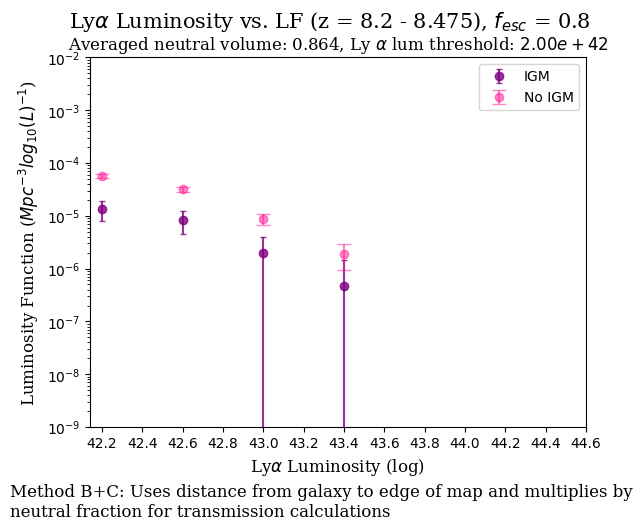 Lyα Luminosity vs. LF (z = 8.2 - 8.475), f_esc = 0.8
Averaged neutral volume: 0.864, Ly α lum threshold: 2.00e + 42
Luminosity Function (Mpc⁻³log₁₀(L)⁻¹)
10⁻²
10⁻³
10⁻⁴
10⁻⁵
10⁻⁶
10⁻⁷
10⁻⁸
10⁻⁹
IGM
No IGM
42.2 42.4 42.6 42.8 43.0 43.2 43.4 43.6 43.8 44.0 44.2 44.4 44.6
Lyα Luminosity (log)
Method B+C: Uses distance from galaxy to edge of map and multiplies by
neutral fraction for transmission calculations